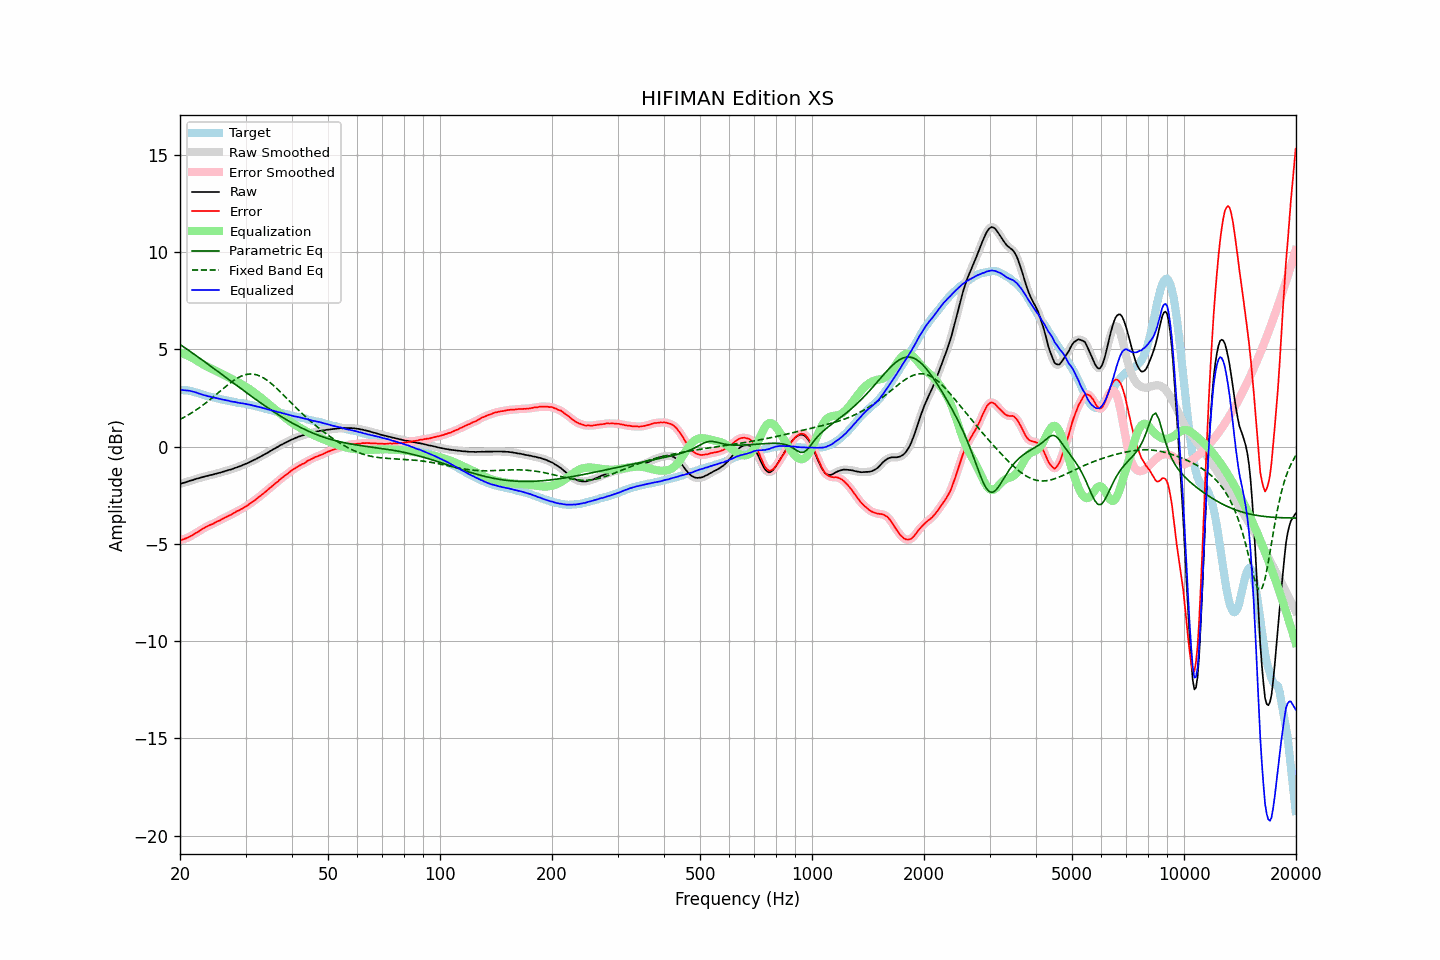 HIFIMAN Edition XS
Target
Raw Smoothed
Error Smoothed
Raw
Error
Equalization
Parametric Eq
Fixed Band Eq
Equalized
15
10
5
0
−5
−10
−15
−20
Amplitude (dBr)
20
50
100
200
500
1000
2000
5000
10000
20000
Frequency (Hz)